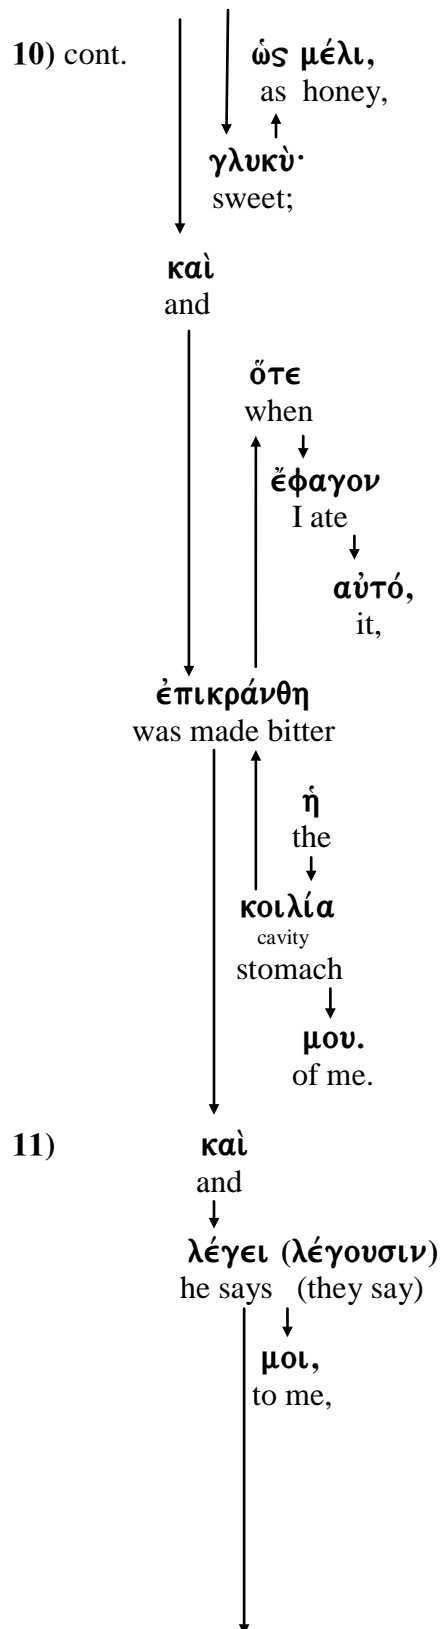 10) cont. ὡς μέλι,
as honey,
γλυκὺ·
sweet;
καὶ
and
ὅτε
when
ἔφαγον
I ate
αὐτό,
it,
ἐπικράνθη
was made bitter
ἡ
the
κοιλία
cavity
stomach
μου.
of me.
11) καὶ
and
λέγει (λέγουσιν)
he says (they say)
μοι,
to me,